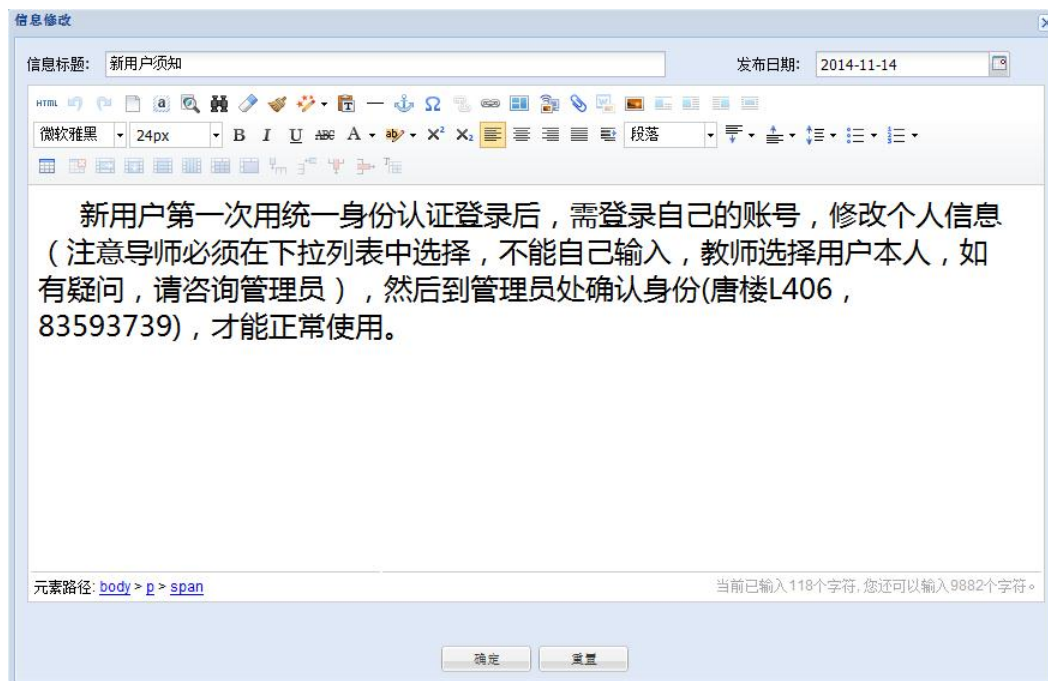 信息修改
信息标题: 新用户须知 发布日期: 2014-11-14
HTML
微软雅黑 24px B I U ABC A ab X² X₂ 段落
新用户第一次用统一身份认证登录后，需登录自己的账号，修改个人信息
（注意导师必须在下拉列表中选择，不能自己输入，教师选择用户本人，如
有疑问，请咨询管理员），然后到管理员处确认身份(唐楼L406，
83593739)，才能正常使用。
元素路径: body > p > span 当前已输入118个字符, 您还可以输入9882个字符。
确定 重置